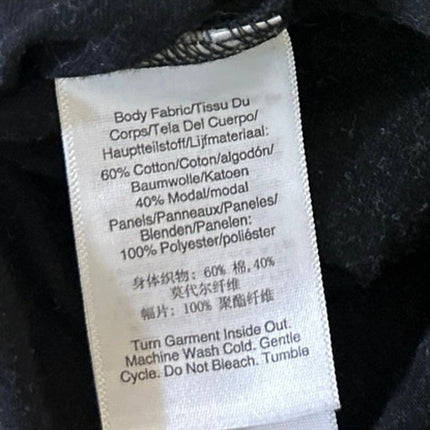 Body Fabric/Tissu Du
Corps/Tela Del Cuerpo/
Hauptteilstoff/Lijfmateriaal:
60% Cotton/Coton/algodón/
Baumwolle/Katoen
40% Modal/modal
Panels/Panneaux/Paneles/
Blenden/Panelen:
100% Polyester/poliéster
身体织物: 60% 棉,40%
莫代尔纤维
幅片: 100% 聚酯纤维
Turn Garment Inside Out.
Machine Wash Cold. Gentle
Cycle. Do Not Bleach. Tumble